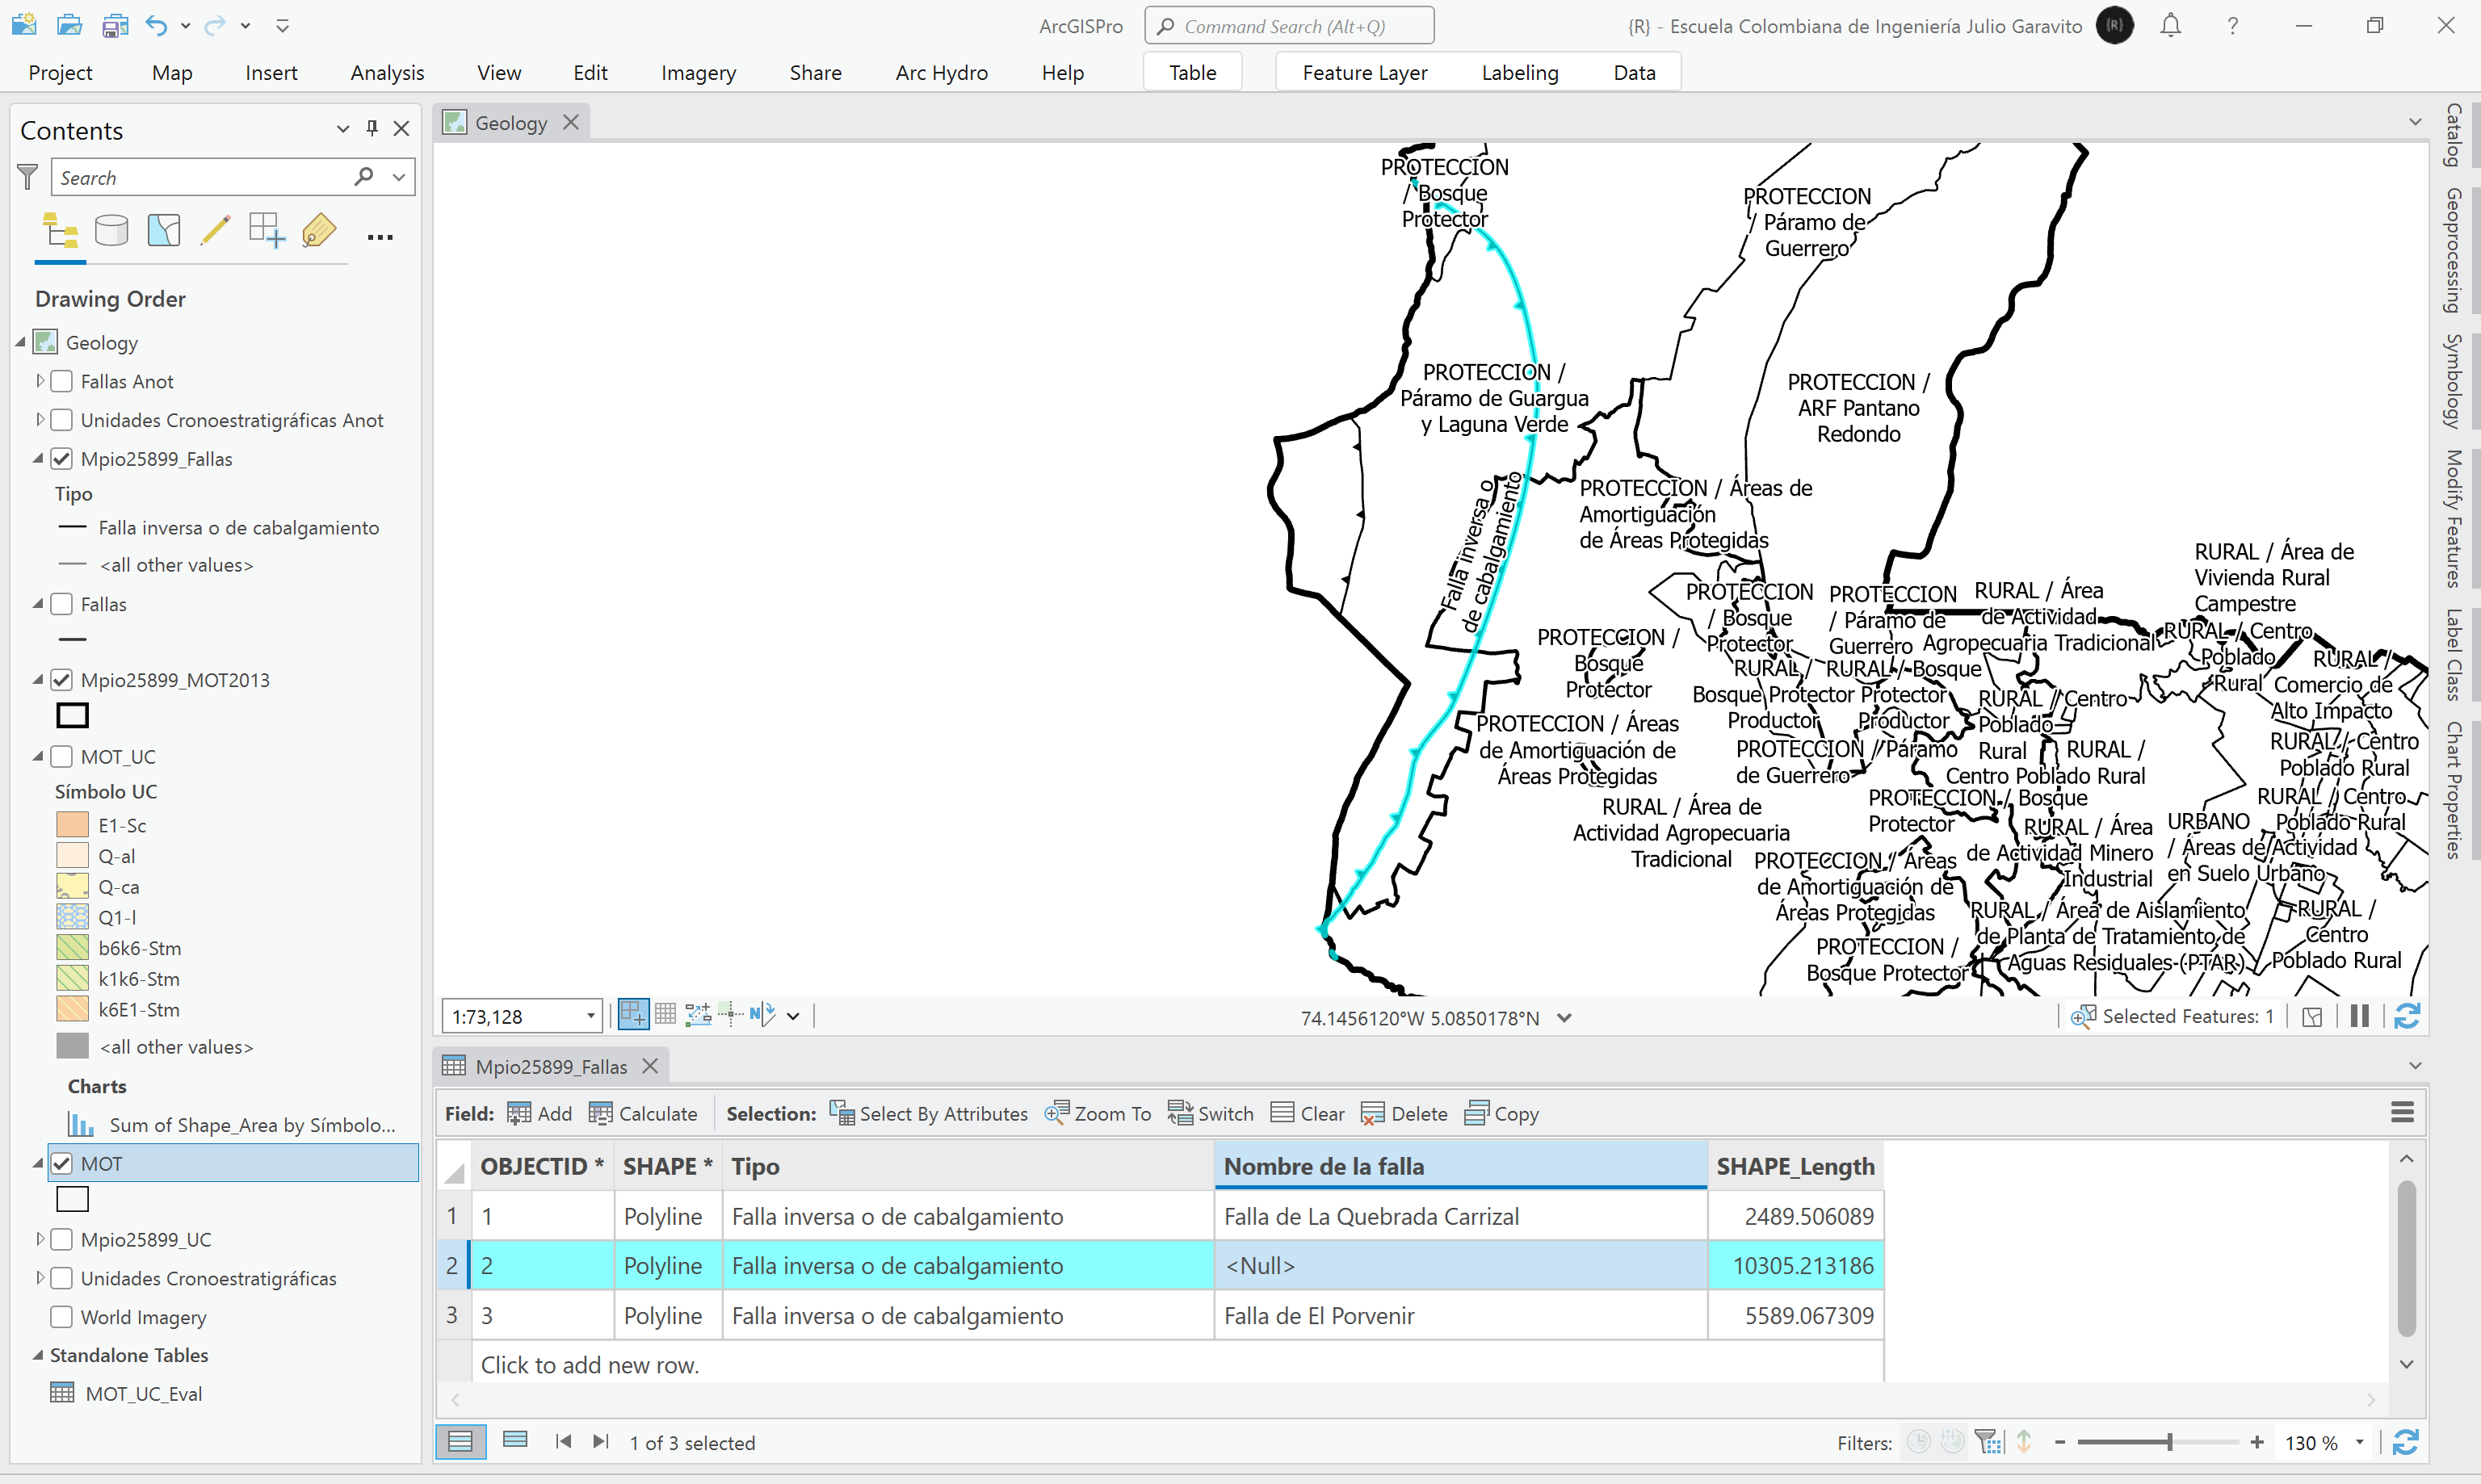 ArcGISPro
Command Search (Alt+Q)
{R} - Escuela Colombiana de Ingeniería Julio Garavito
{R}
?
Project
Map
Insert
Analysis
View
Edit
Imagery
Share
Arc Hydro
Help
Table
Feature Layer
Labeling
Data
Contents
Search
Drawing Order
Geology
Fallas Anot
Unidades Cronoestratigráficas Anot
Mpio25899_Fallas
Tipo
Falla inversa o de cabalgamiento
<all other values>
Fallas
Mpio25899_MOT2013
MOT_UC
Símbolo UC
E1-Sc
Q-al
Q-ca
Q1-l
b6k6-Stm
k1k6-Stm
k6E1-Stm
<all other values>
Charts
Sum of Shape_Area by Símbolo...
MOT
Mpio25899_UC
Unidades Cronoestratigráficas
World Imagery
Standalone Tables
MOT_UC_Eval
Geology
PROTECCION
/ Bosque
Protector
PROTECCION
/ Páramo de
Guerrero
PROTECCION /
Páramo de Guargua
y Laguna Verde
PROTECCION /
ARF Pantano
Redondo
Falla inversa o
de cabalgamiento
PROTECCION / Áreas de
Amortiguación
de Áreas Protegidas
PROTECCION
/ Bosque
Protector
PROTECCION
/ Páramo de
Guerrero
RURAL / Área
de Actividad
Agropecuaria Tradicional
RURAL / Área de
Vivienda Rural
Campestre
RURAL / Centro
Poblado
Rural
RURAL /
Comercio de
Alto Impacto
PROTECCION /
Bosque
Protector
RURAL /
Bosque Protector
Productor
RURAL / Bosque
Protector
Productor
RURAL / Centro
Poblado
Rural
RURAL /
Centro Poblado Rural
RURAL / Centro
Poblado Rural
PROTECCION / Áreas
de Amortiguación de
Áreas Protegidas
PROTECCION / Páramo
de Guerrero
RURAL / Centro
Poblado Rural
RURAL / Área de
Actividad Agropecuaria
Tradicional
PROTECCION / Bosque
Protector
RURAL / Área
de Actividad Minero
Industrial
URBANO
/ Áreas de Actividad
en Suelo Urbano
PROTECCION / Áreas
de Amortiguación de
Áreas Protegidas
RURAL / Área de Aislamiento
de Planta de Tratamiento de
Aguas Residuales (PTAR)
RURAL /
Centro
Poblado Rural
PROTECCION /
Bosque Protector
1:73,128
N
74.1456120°W 5.0850178°N
Selected Features: 1
Mpio25899_Fallas
Field:
Add
Calculate
Selection:
Select By Attributes
Zoom To
Switch
Clear
Delete
Copy
OBJECTID * SHAPE * Tipo Nombre de la falla SHAPE_Length
1 1 Polyline Falla inversa o de cabalgamiento Falla de La Quebrada Carrizal 2489.506089
2 2 Polyline Falla inversa o de cabalgamiento <Null> 10305.213186
3 3 Polyline Falla inversa o de cabalgamiento Falla de El Porvenir 5589.067309
Click to add new row.
1 of 3 selected
Filters:
130 %
Catalog
Geoprocessing
Symbology
Modify Features
Label Class
Chart Properties